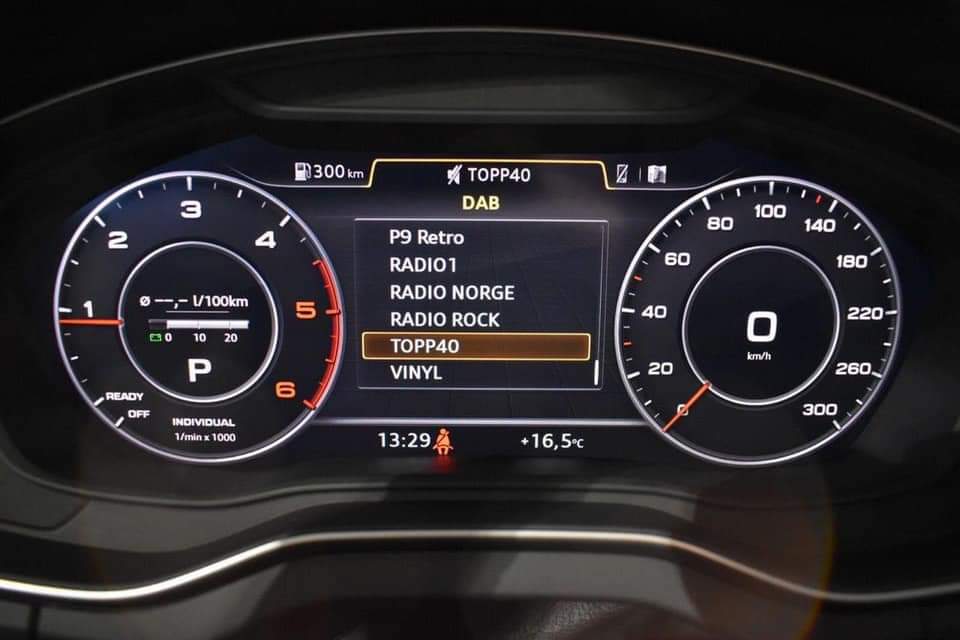 300 km
TOPP40
DAB
P9 Retro
RADIO1
RADIO NORGE
RADIO ROCK
TOPP40
VINYL
13:29
+16,5°C
1
2
3
4
5
6
Ø --,- l/100km
0 10 20
P
READY
OFF
INDIVIDUAL
1/min x 1000
0
20
40
60
80
100
140
180
220
260
300
0
km/h